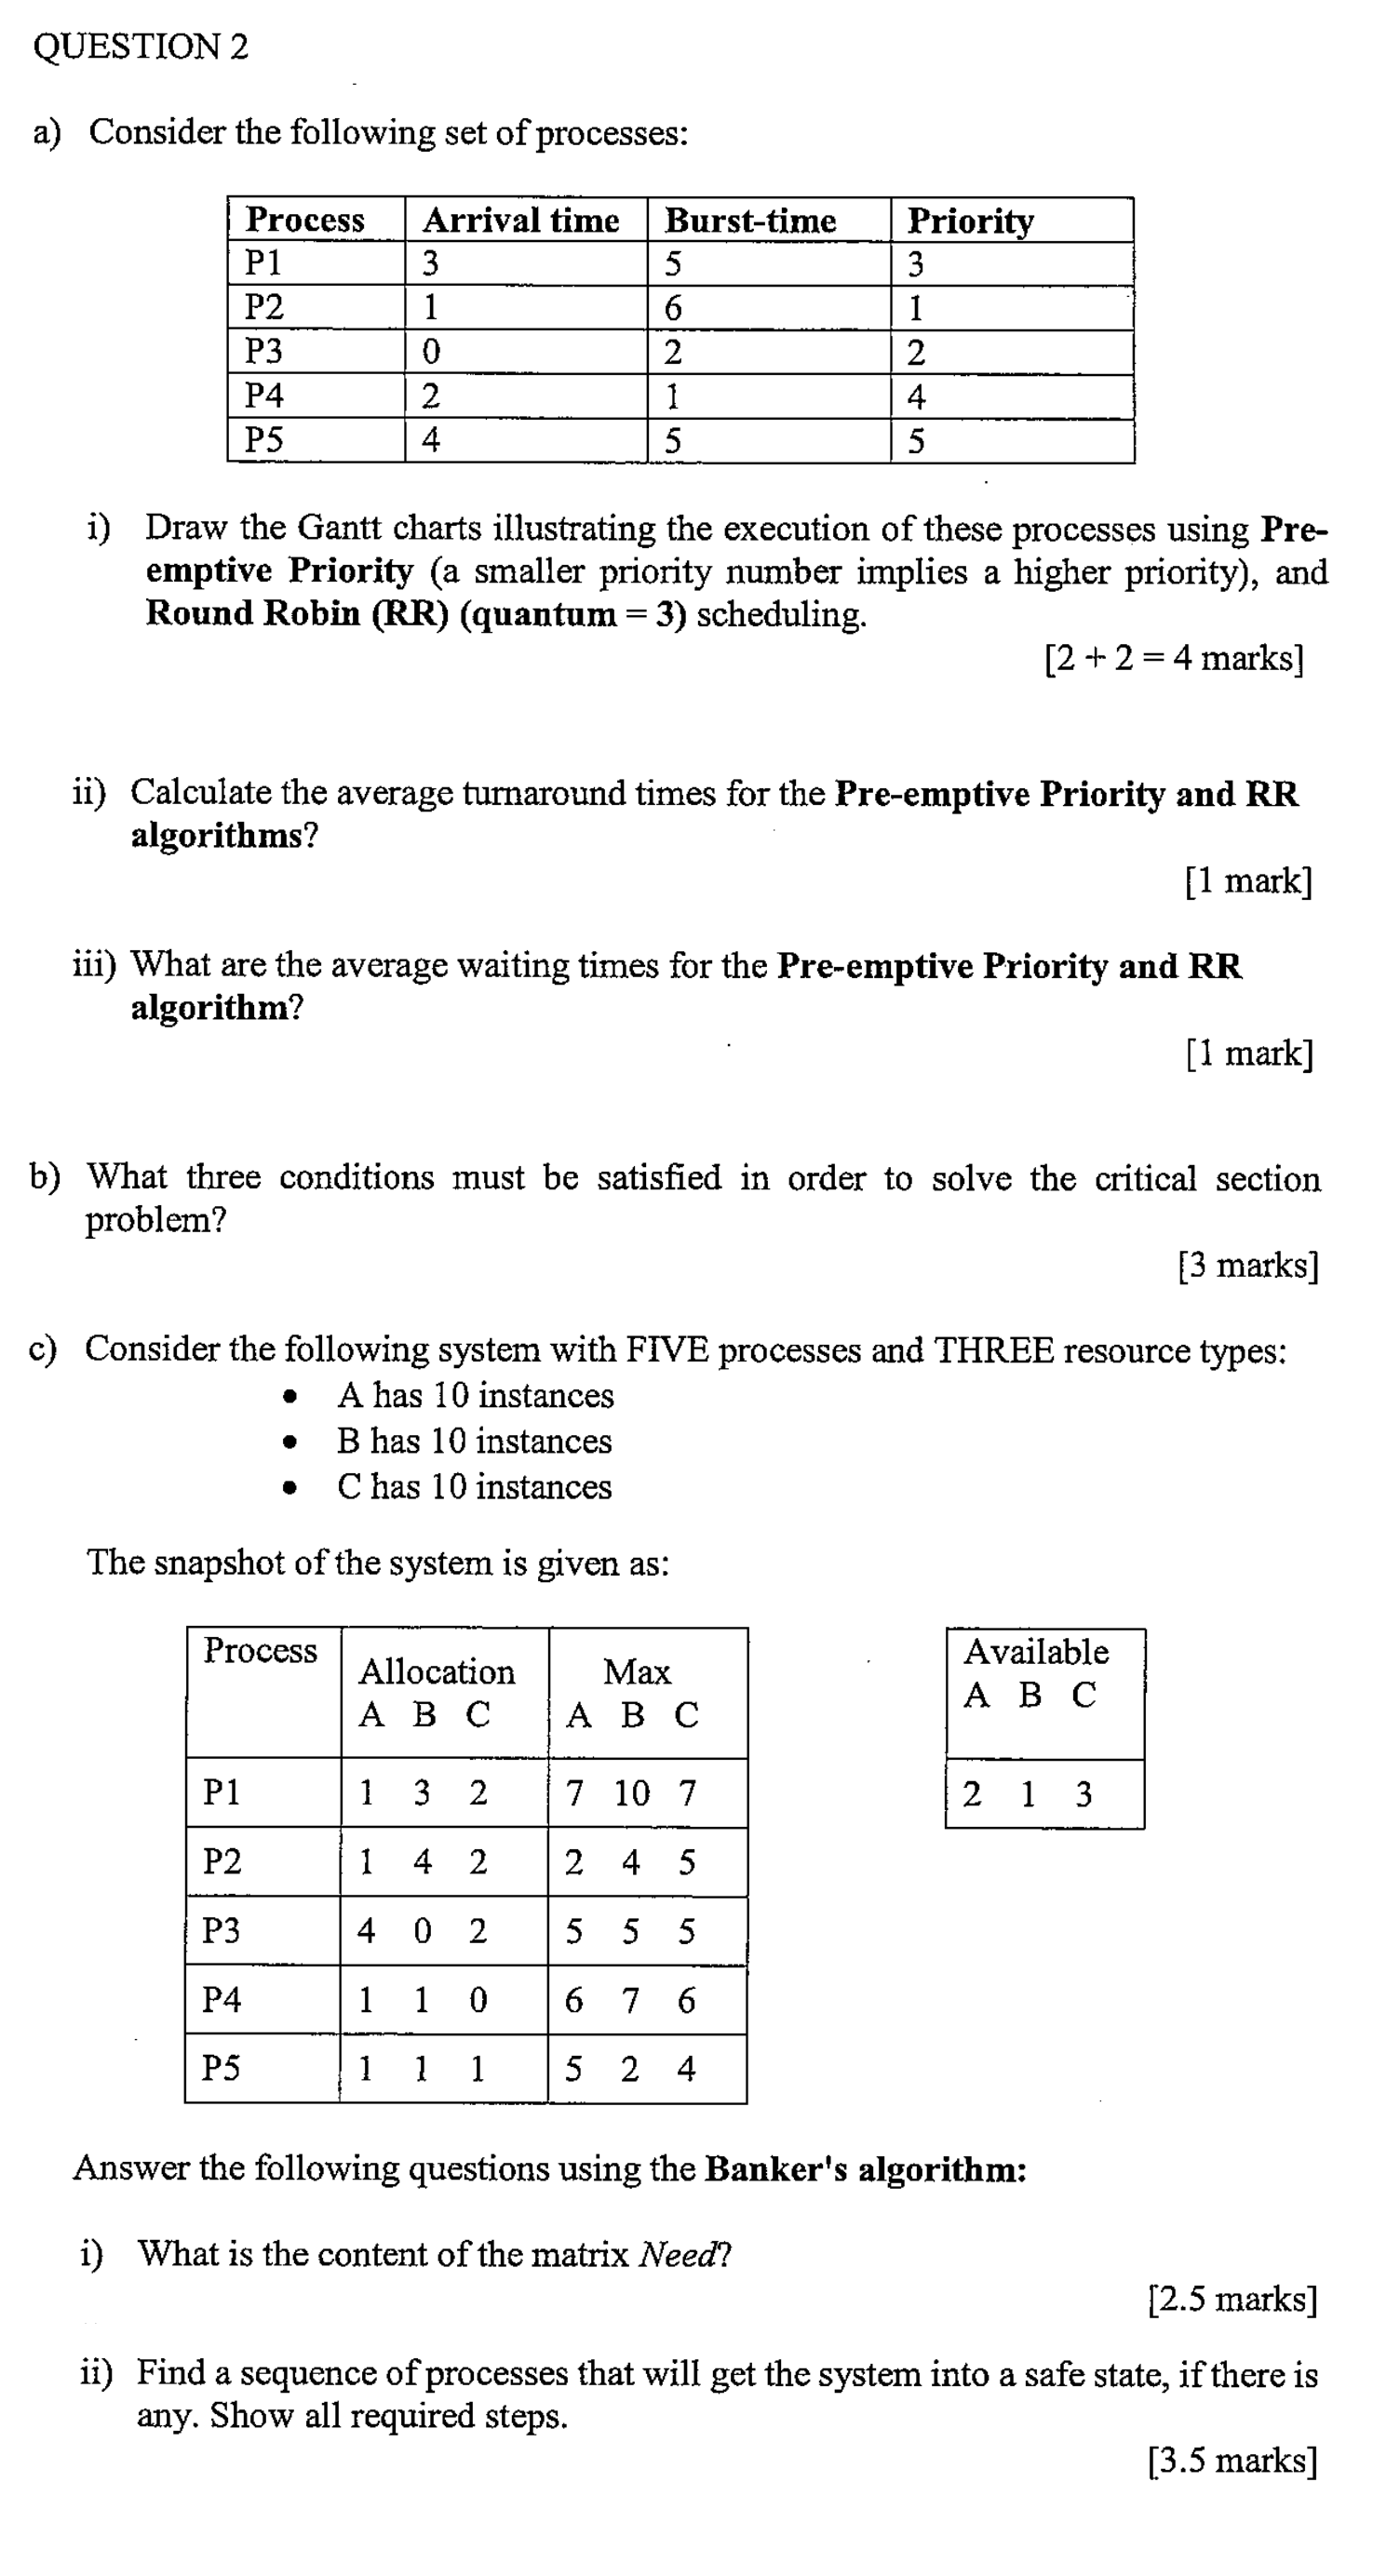 QUESTION 2
a) Consider the following set of processes:
Process Arrival time Burst-time Priority
P1 3 5 3
P2 1 6 1
P3 0 2 2
P4 2 1 4
P5 4 5 5
i) Draw the Gantt charts illustrating the execution of these processes using Pre-
emptive Priority (a smaller priority number implies a higher priority), and
Round Robin (RR) (quantum = 3) scheduling.
[2 + 2 = 4 marks]
ii) Calculate the average turnaround times for the Pre-emptive Priority and RR
algorithms?
[1 mark]
iii) What are the average waiting times for the Pre-emptive Priority and RR
algorithm?
[1 mark]
b) What three conditions must be satisfied in order to solve the critical section
problem?
[3 marks]
c) Consider the following system with FIVE processes and THREE resource types:
• A has 10 instances
• B has 10 instances
• C has 10 instances
The snapshot of the system is given as:
Process Allocation Max Available
A B C A B C A B C
P1 1 3 2 7 10 7 2 1 3
P2 1 4 2 2 4 5
P3 4 0 2 5 5 5
P4 1 1 0 6 7 6
P5 1 1 1 5 2 4
Answer the following questions using the Banker's algorithm:
i) What is the content of the matrix Need?
[2.5 marks]
ii) Find a sequence of processes that will get the system into a safe state, if there is
any. Show all required steps.
[3.5 marks]